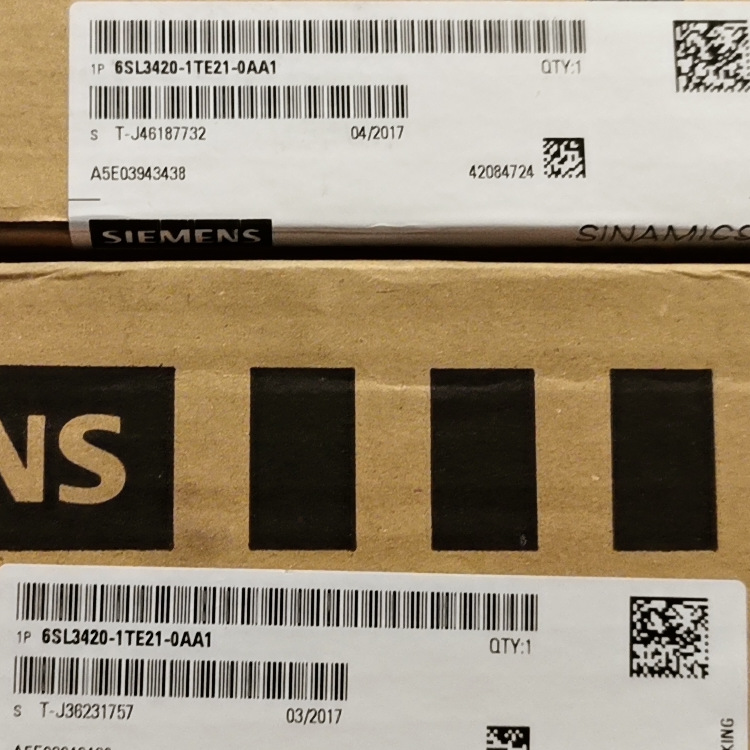 1P 6SL3420-1TE21-0AA1 QTY:1
S T-J46187732 04/2017
A5E03943438 42084724
SIEMENS SINAMICS
NS
1P 6SL3420-1TE21-0AA1 QTY:1
S T-J36231757 03/2017
KING